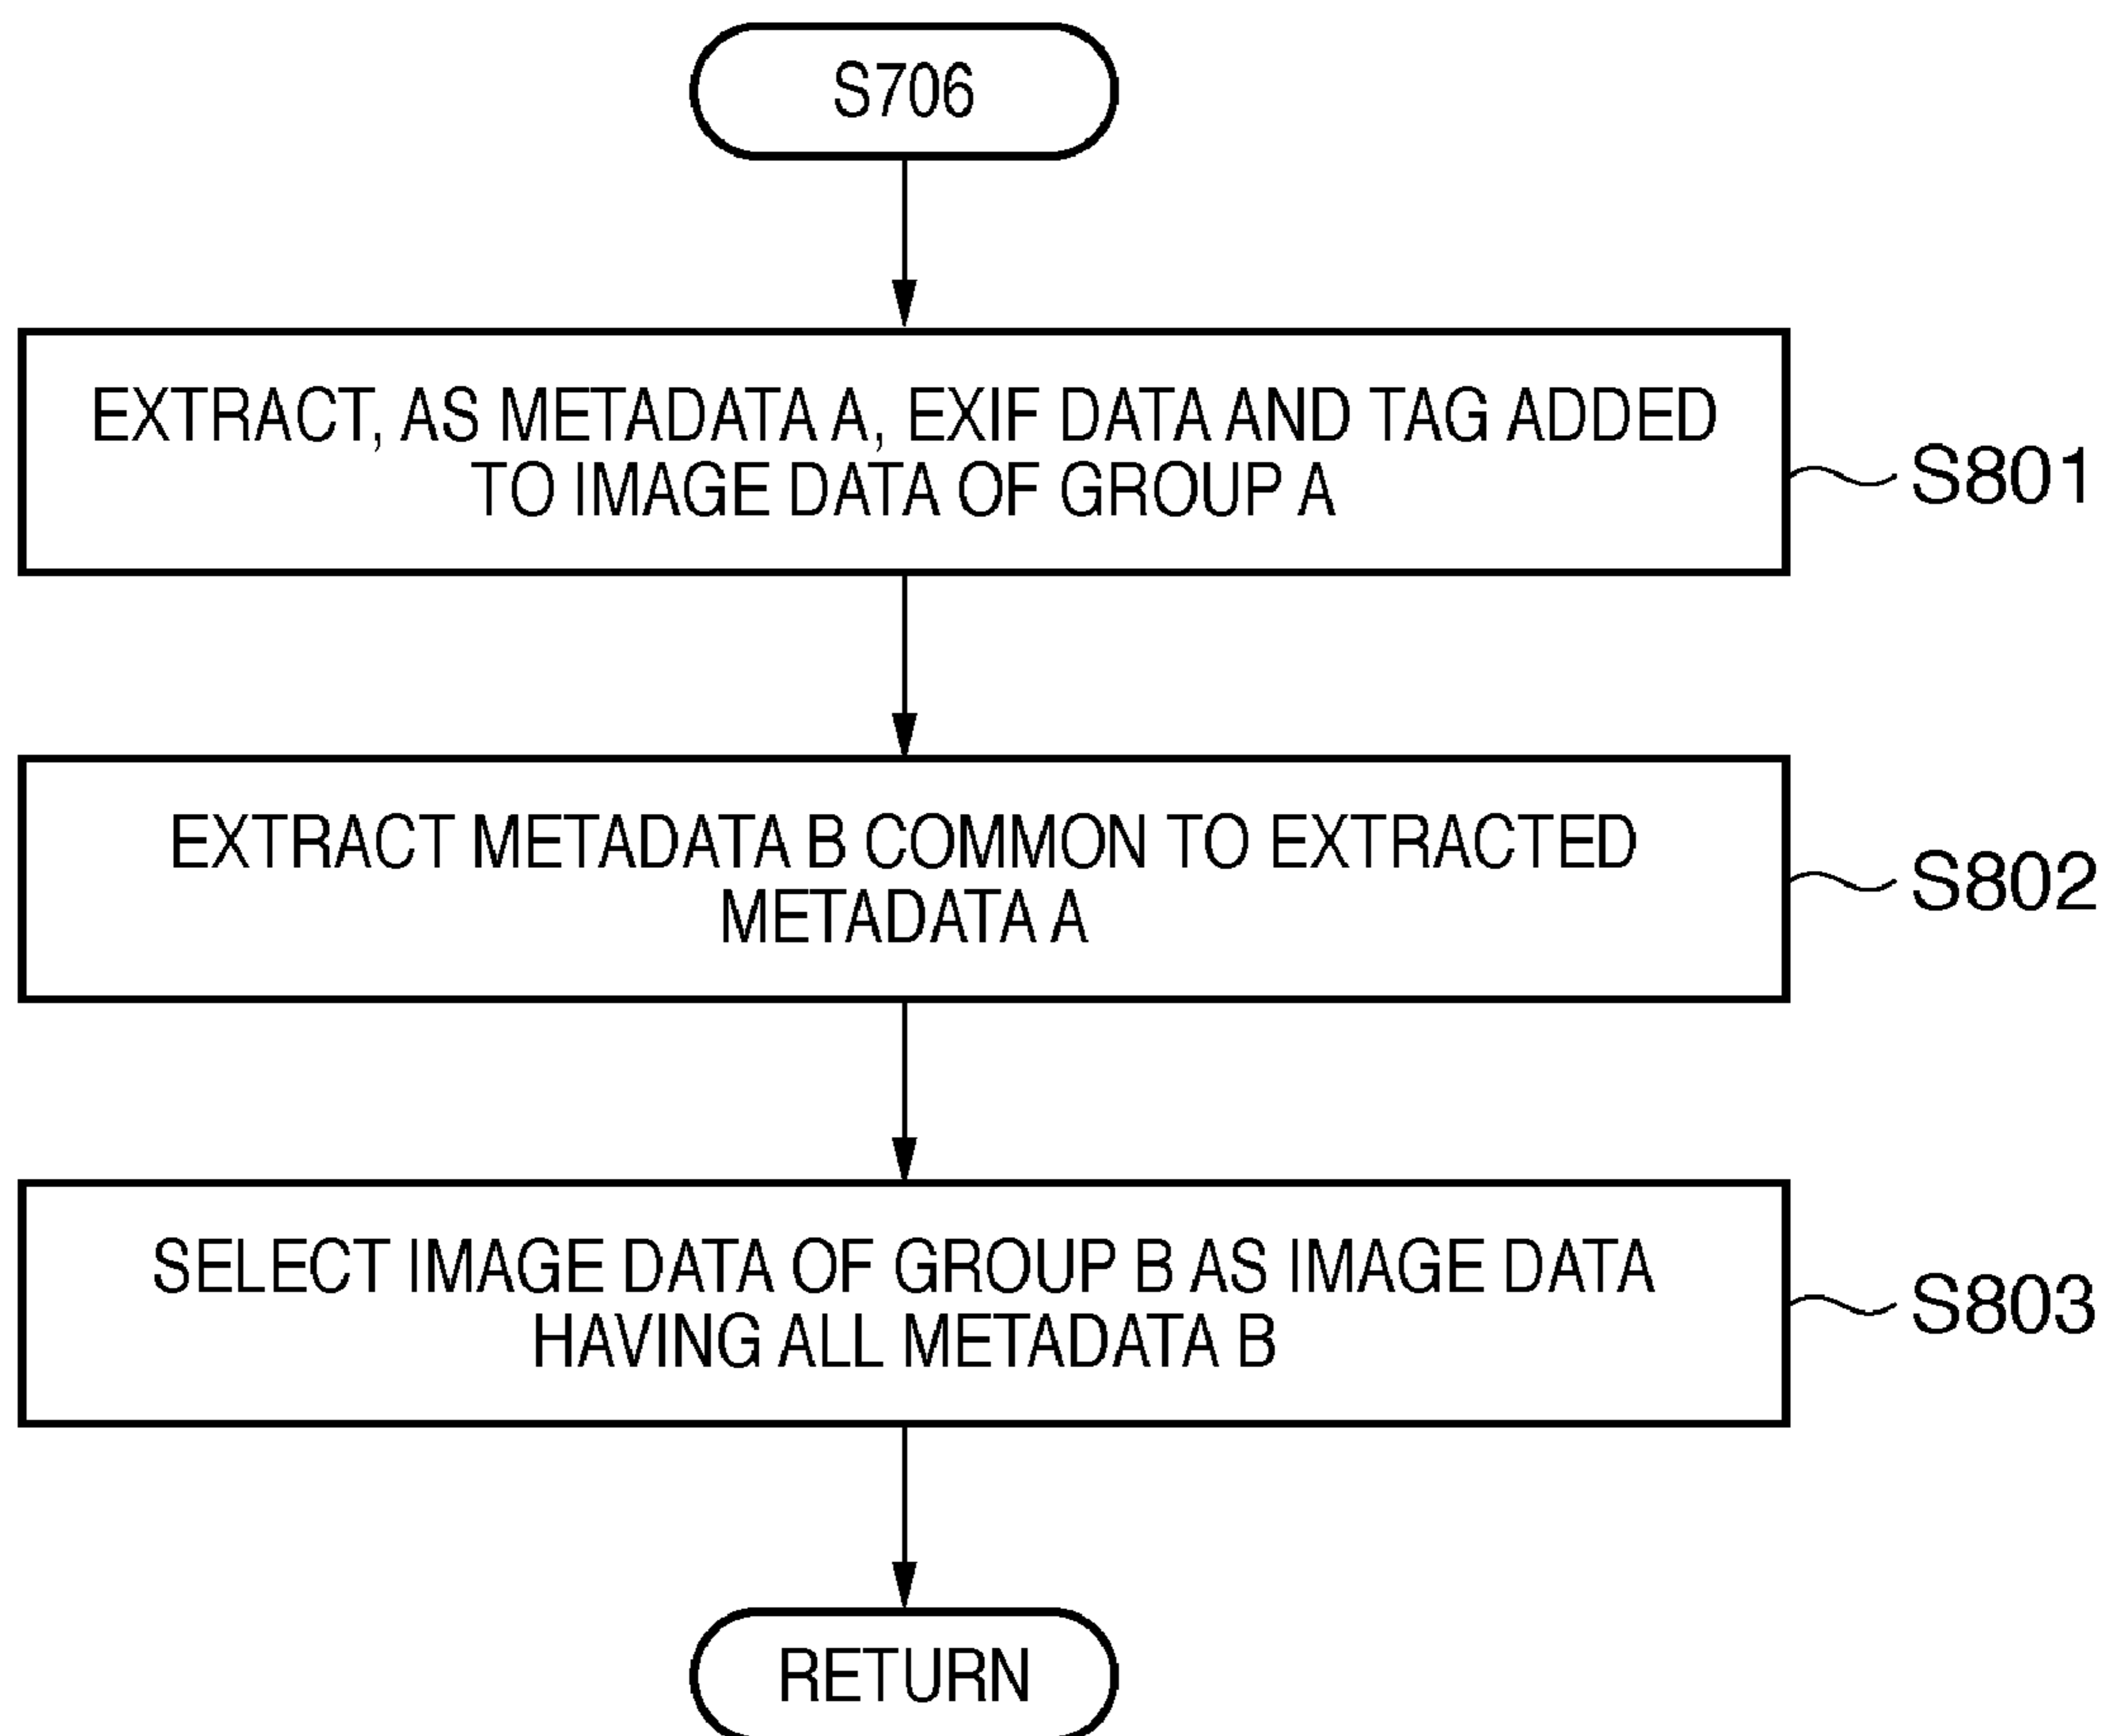 S706
EXTRACT, AS METADATA A, EXIF DATA AND TAG ADDED
TO IMAGE DATA OF GROUP A
S801
EXTRACT METADATA B COMMON TO EXTRACTED
METADATA A
S802
SELECT IMAGE DATA OF GROUP B AS IMAGE DATA
HAVING ALL METADATA B
S803
RETURN